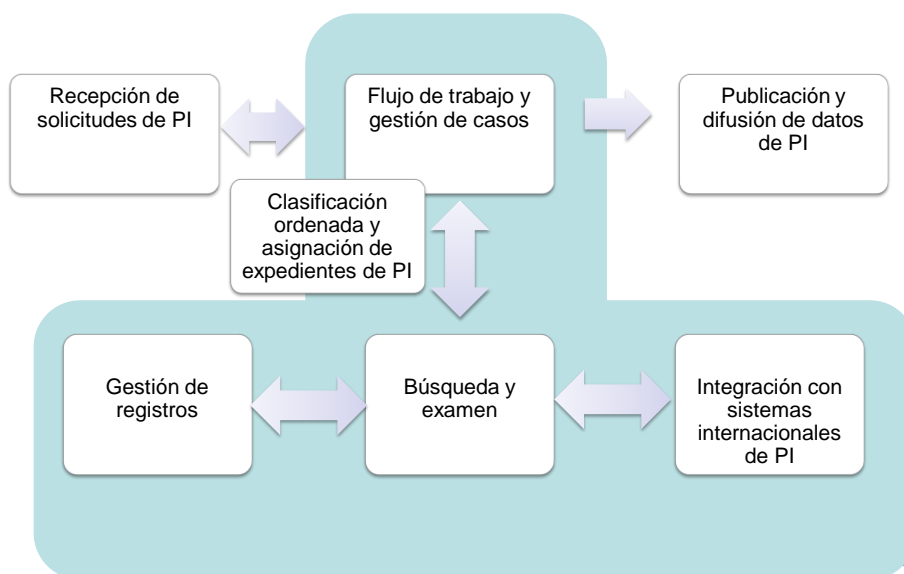 Recepción de
solicitudes de PI
Flujo de trabajo y
gestión de casos
Publicación y
difusión de datos
de PI
Clasificación
ordenada y
asignación de
expedientes de PI
Gestión de
registros
Búsqueda y
examen
Integración con
sistemas
internacionales
de PI